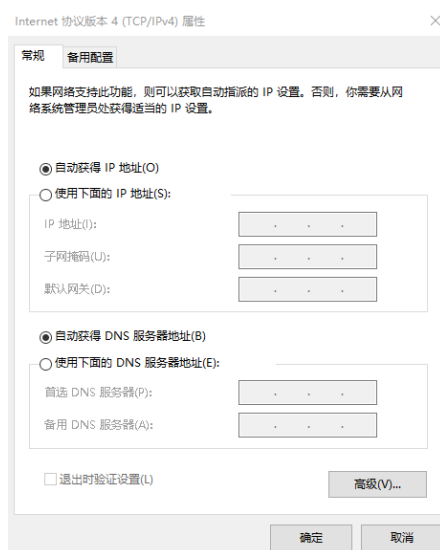 Internet 协议版本 4 (TCP/IPv4) 属性
常规
备用配置
如果网络支持此功能，则可以获取自动指派的 IP 设置。否则，你需要从网
络系统管理员处获得适当的 IP 设置。
自动获得 IP 地址(O)
使用下面的 IP 地址(S):
IP 地址(I):
子网掩码(U):
默认网关(D):
自动获得 DNS 服务器地址(B)
使用下面的 DNS 服务器地址(E):
首选 DNS 服务器(P):
备用 DNS 服务器(A):
退出时验证设置(L)
高级(V)...
确定
取消